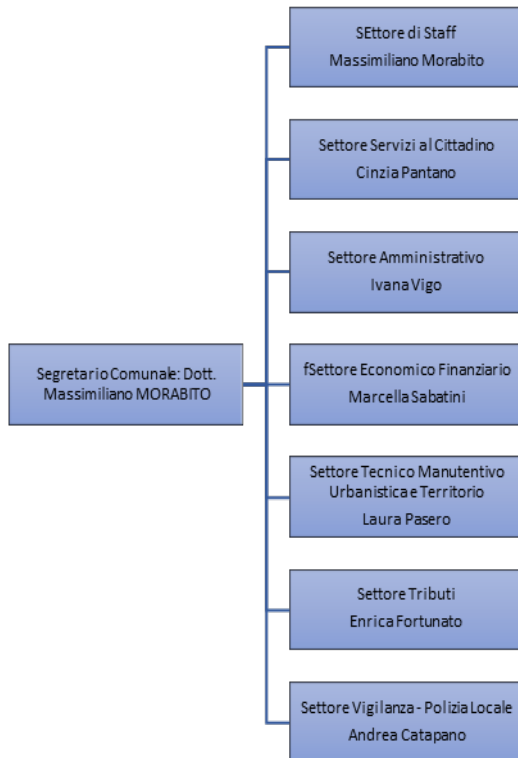 SEttore di Staff
Massimiliano Morabito
Settore Servizi al Cittadino
Cinzia Pantano
Settore Amministrativo
Ivana Vigo
Segretario Comunale: Dott.
Massimiliano MORABITO
fSettore Economico Finanziario
Marcella Sabatini
Settore Tecnico Manutentivo
Urbanistica e Territorio
Laura Pasero
Settore Tributi
Enrica Fortunato
Settore Vigilanza - Polizia Locale
Andrea Catapano